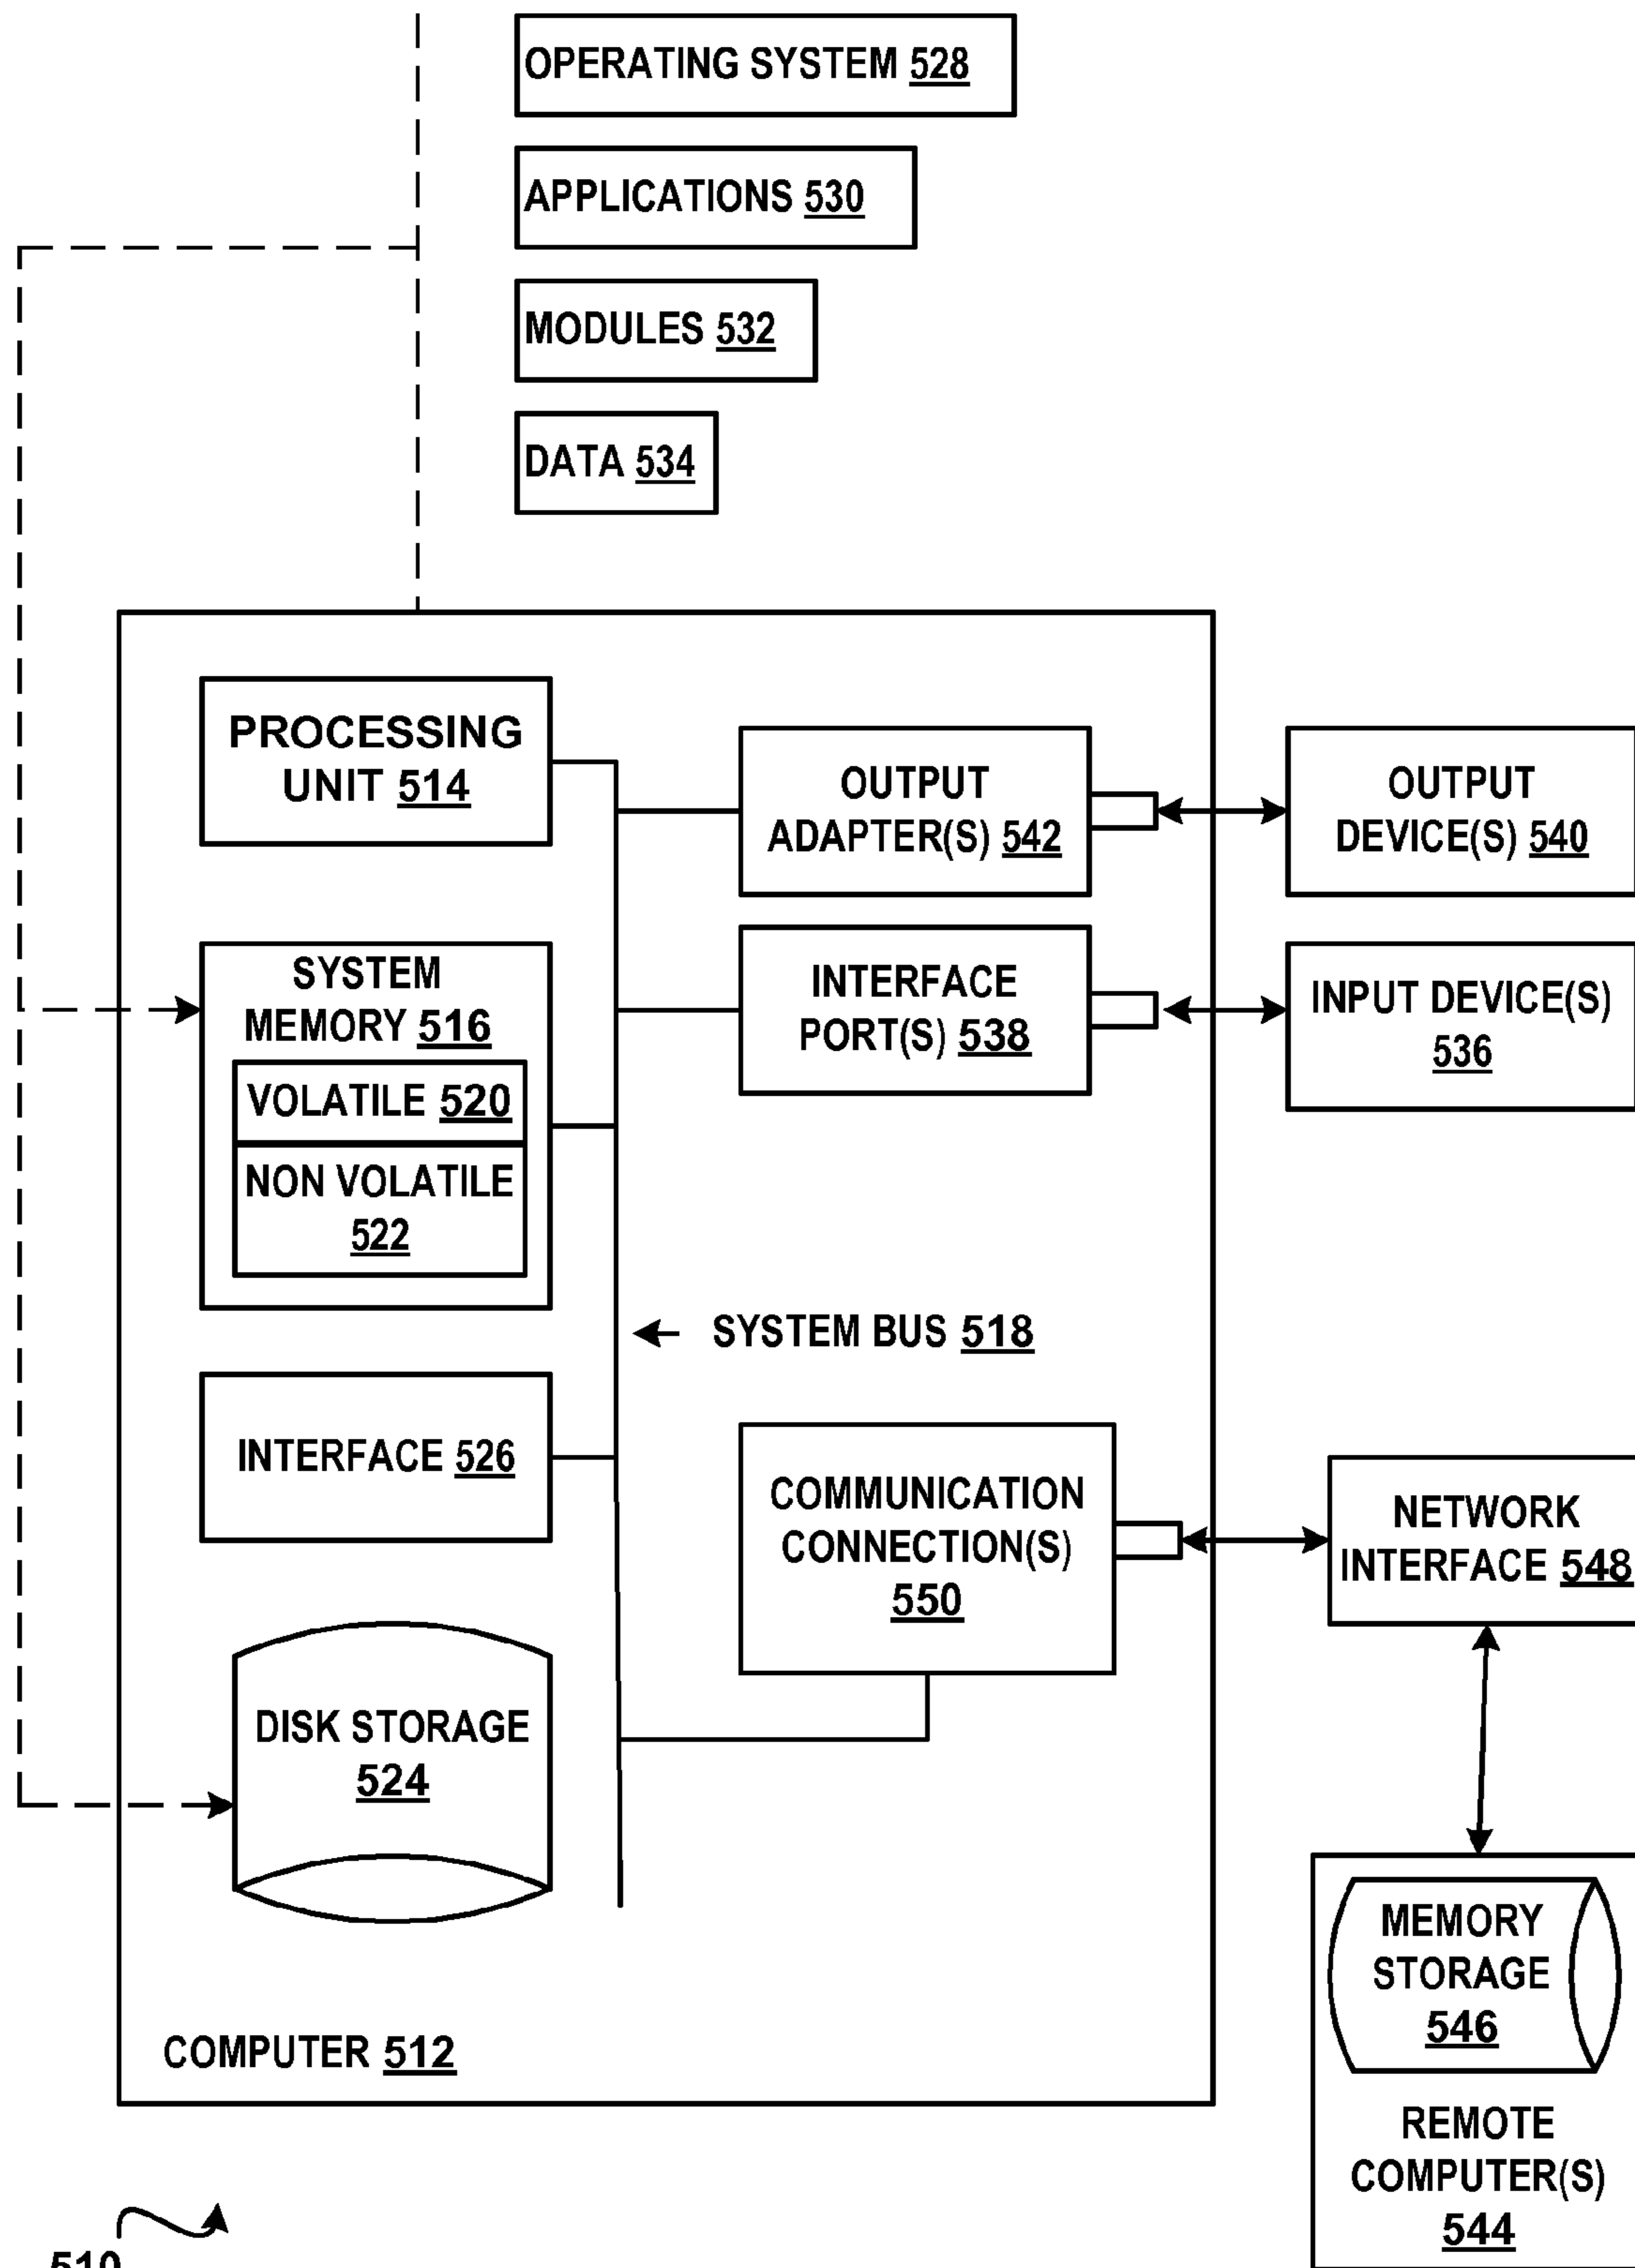 OPERATING SYSTEM 528
APPLICATIONS 530
MODULES 532
DATA 534
PROCESSING
UNIT 514
OUTPUT
ADAPTER(S) 542
OUTPUT
DEVICE(S) 540
SYSTEM
MEMORY 516
VOLATILE 520
NON VOLATILE
522
INTERFACE
PORT(S) 538
INPUT DEVICE(S)
536
SYSTEM BUS 518
INTERFACE 526
COMMUNICATION
CONNECTION(S)
550
NETWORK
INTERFACE 548
DISK STORAGE
524
MEMORY
STORAGE
546
REMOTE
COMPUTER(S)
544
COMPUTER 512
510